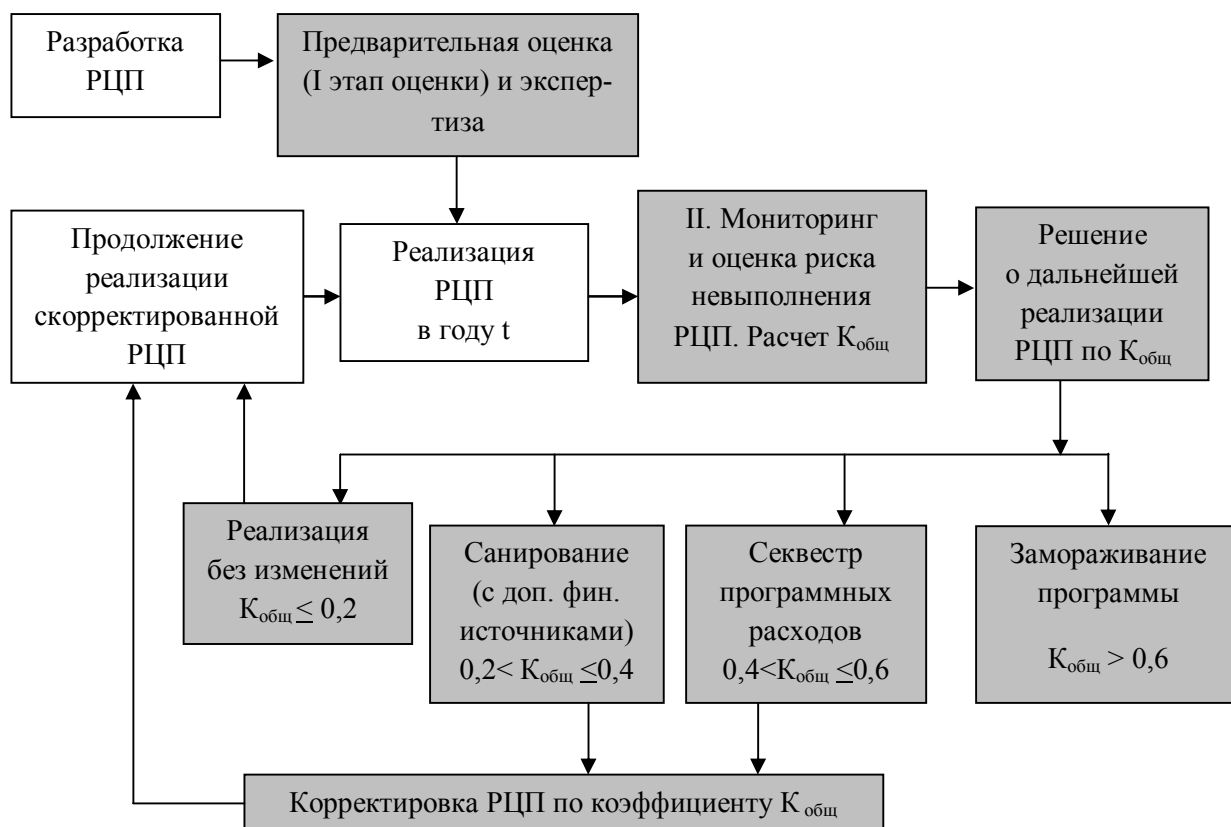 Разработка
РЦП
Предварительная оценка
(I этап оценки) и экспер-
тиза
Продолжение
реализации
скорректированной
РЦП
Реализация
РЦП
в году t
II. Мониторинг
и оценка риска
невыполнения
РЦП. Расчет Кобщ
Решение
о дальнейшей
реализации
РЦП по Кобщ
Реализация
без изменений
Кобщ ≤ 0,2
Санирование
(с доп. фин.
источниками)
0,2< Кобщ ≤0,4
Секвестр
программных
расходов
0,4<Кобщ ≤0,6
Замораживание
программы
Кобщ > 0,6
Корректировка РЦП по коэффициенту К общ